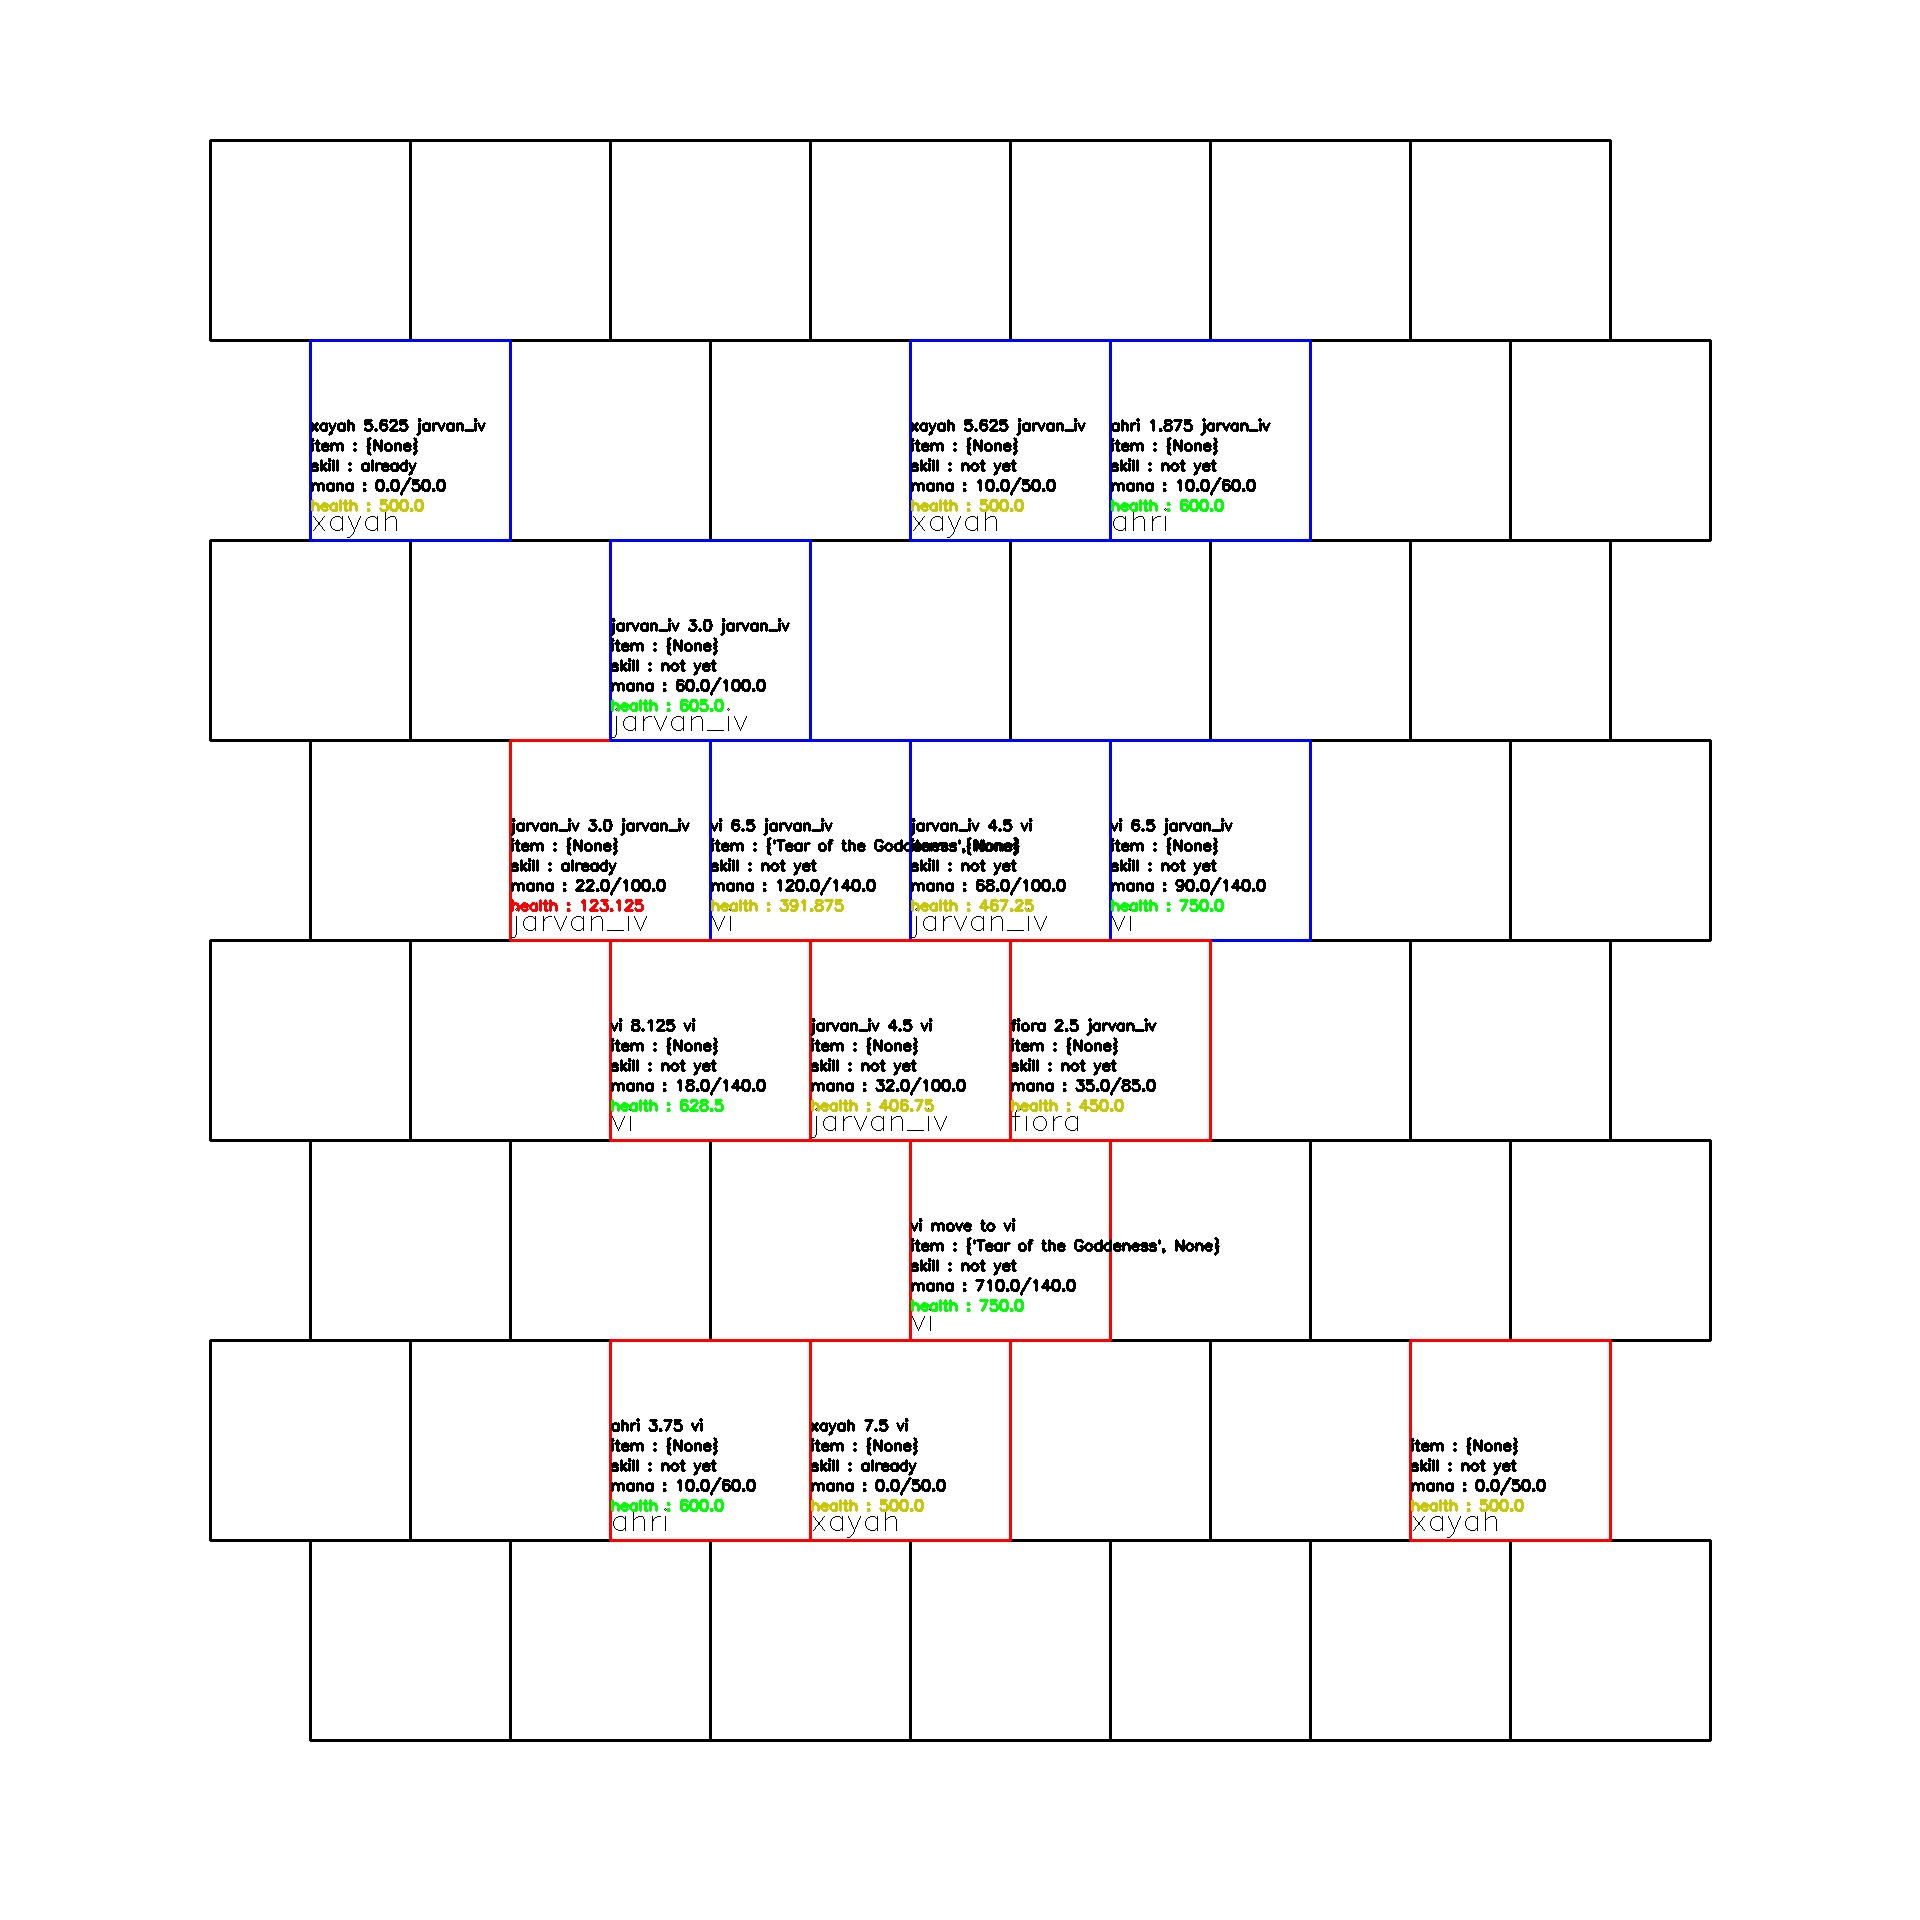 xayah 5.625 jarvan_iv
item : {None}
skill : already
mana : 0.0/50.0
health : 500.0
xayah
xayah 5.625 jarvan_iv
item : {None}
skill : not yet
mana : 10.0/50.0
health : 500.0
xayah
ahri 1.875 jarvan_iv
item : {None}
skill : not yet
mana : 10.0/60.0
health : 600.0
ahri
jarvan_iv 3.0 jarvan_iv
item : {None}
skill : not yet
mana : 60.0/100.0
health : 605.0
jarvan_iv
jarvan_iv 3.0 jarvan_iv
item : {None}
skill : already
mana : 22.0/100.0
health : 123.125
jarvan_iv
vi 6.5 jarvan_iv
item : {'Tear of the Goddeness', None}
skill : not yet
mana : 120.0/140.0
health : 391.875
vi
jarvan_iv 4.5 vi
item : {None}
skill : not yet
mana : 68.0/100.0
health : 467.25
jarvan_iv
vi 6.5 jarvan_iv
item : {None}
skill : not yet
mana : 90.0/140.0
health : 750.0
vi
vi 8.125 vi
item : {None}
skill : not yet
mana : 18.0/140.0
health : 628.5
vi
jarvan_iv 4.5 vi
item : {None}
skill : not yet
mana : 32.0/100.0
health : 406.75
jarvan_iv
fiora 2.5 jarvan_iv
item : {None}
skill : not yet
mana : 35.0/85.0
health : 450.0
fiora
vi move to vi
item : {'Tear of the Goddeness', None}
skill : not yet
mana : 710.0/140.0
health : 750.0
vi
ahri 3.75 vi
item : {None}
skill : not yet
mana : 10.0/60.0
health : 600.0
ahri
xayah 7.5 vi
item : {None}
skill : already
mana : 0.0/50.0
health : 500.0
xayah
item : {None}
skill : not yet
mana : 0.0/50.0
health : 500.0
xayah